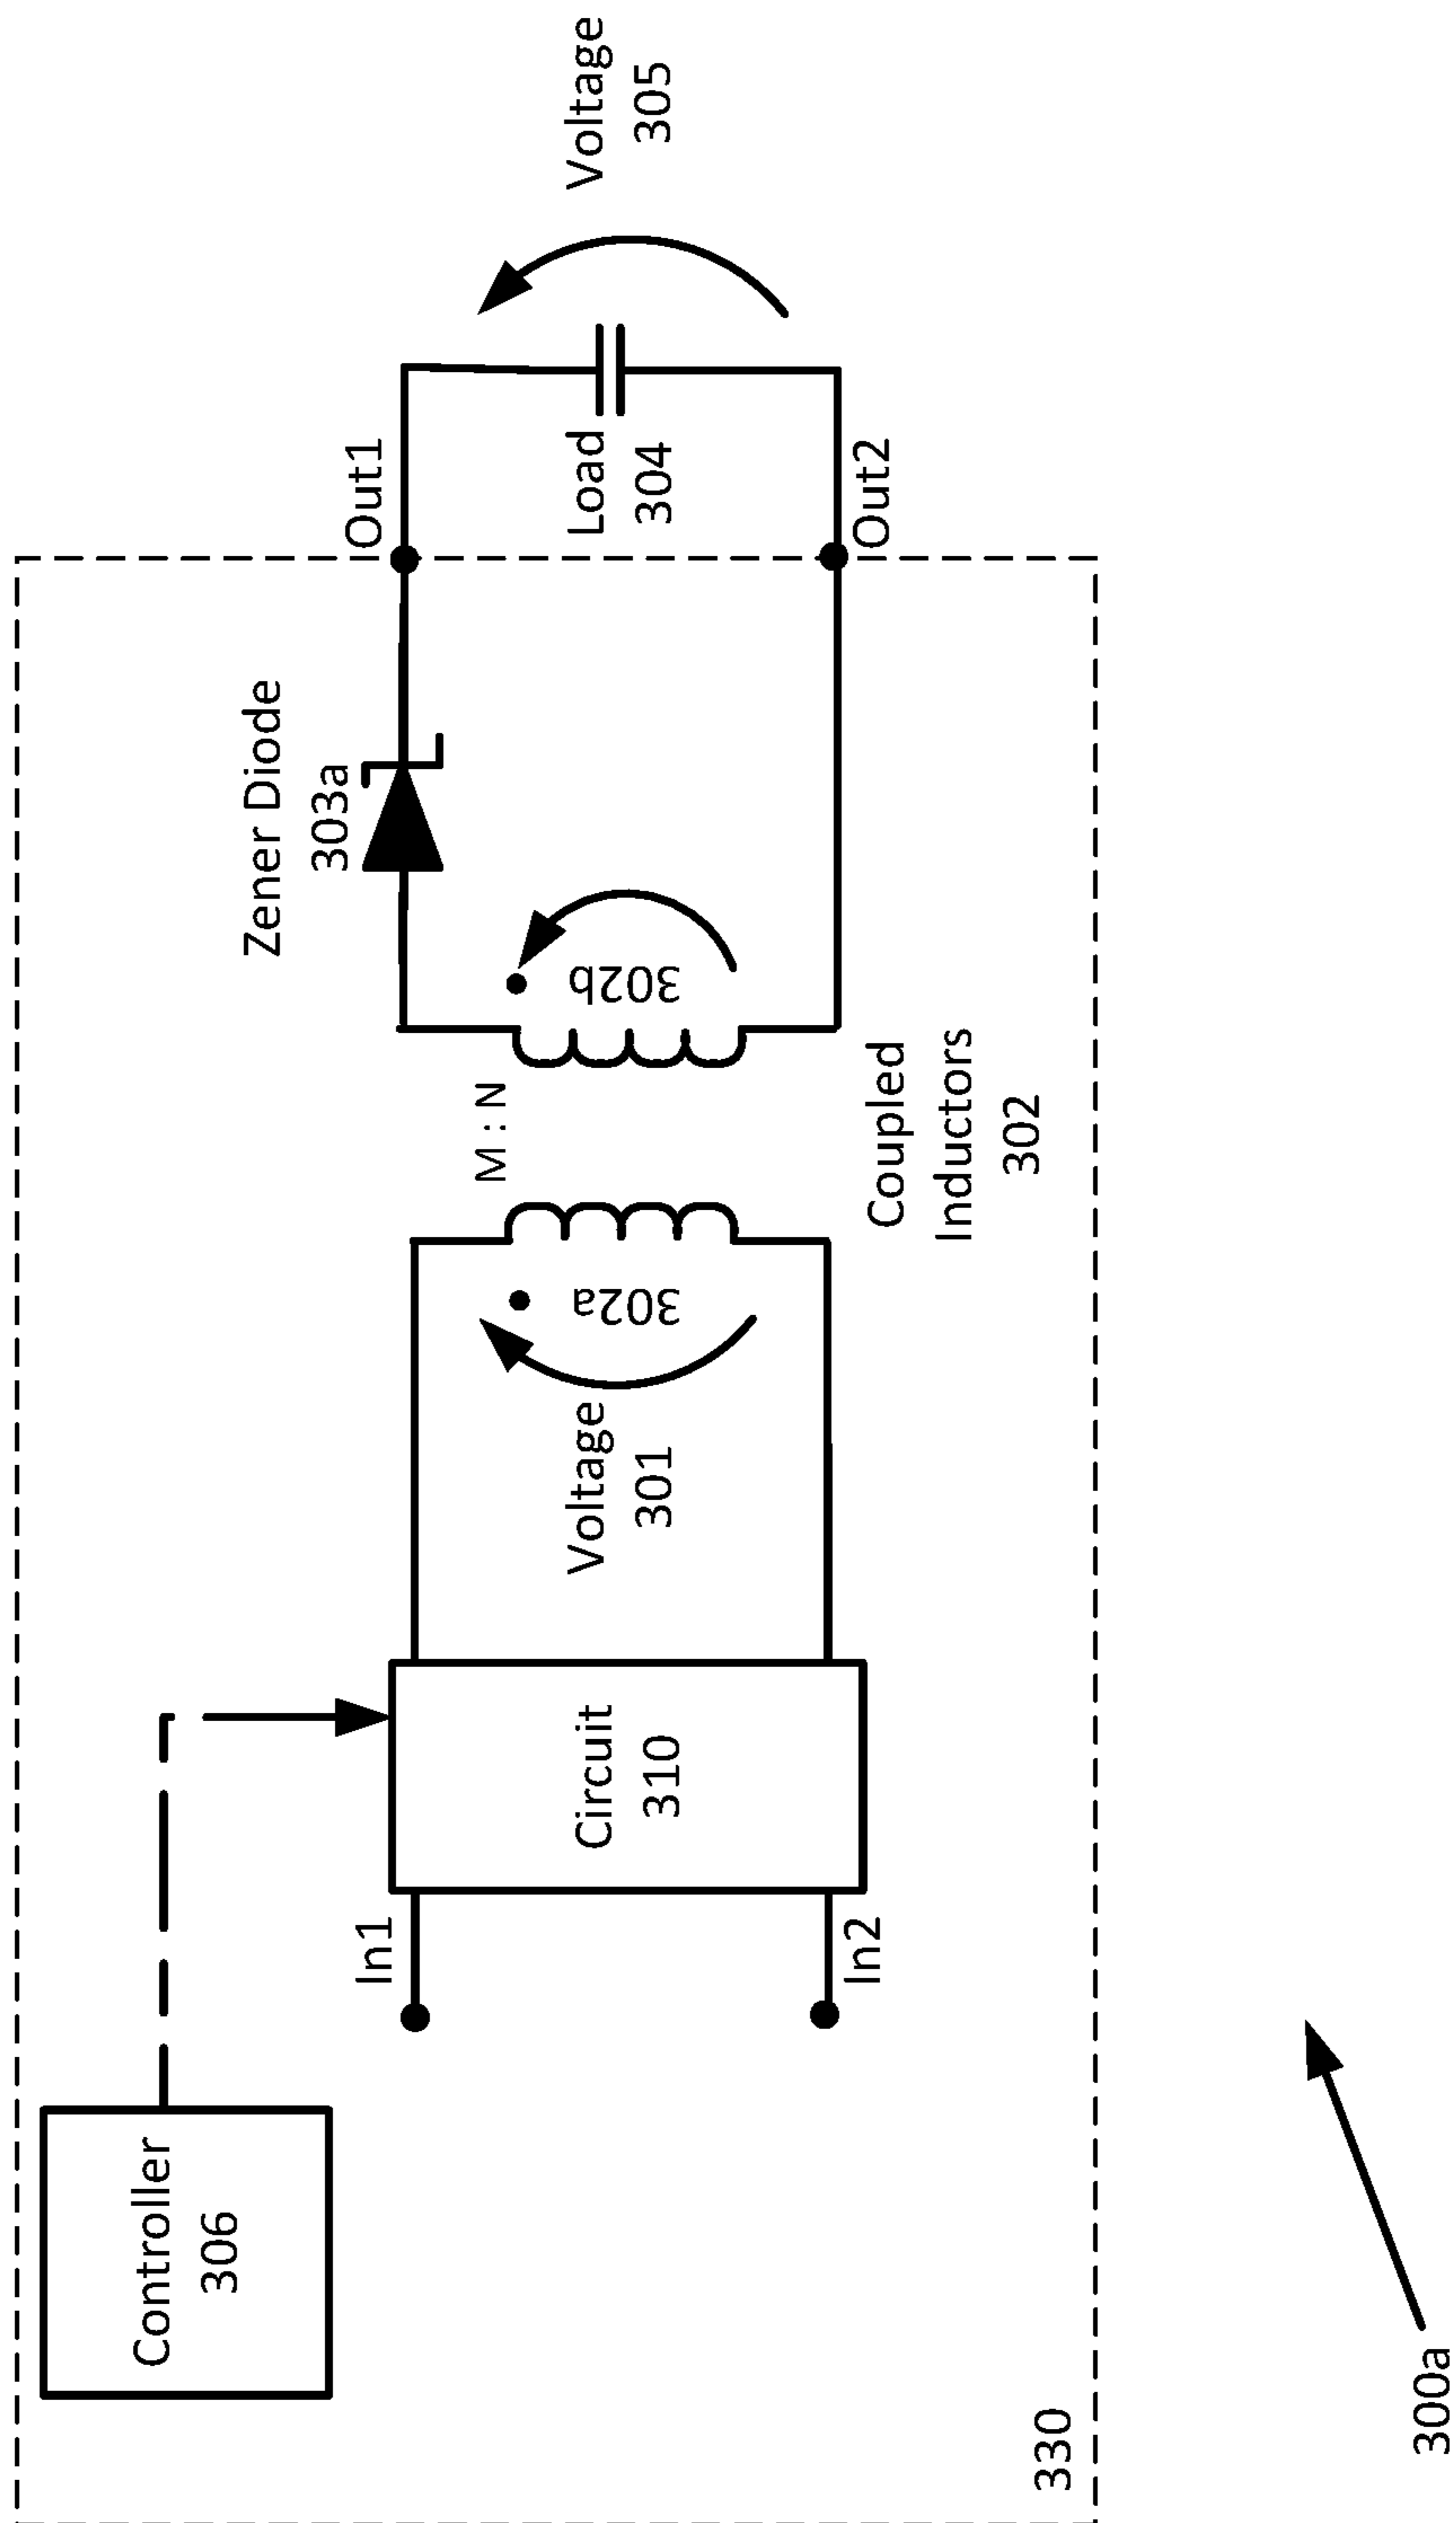 Controller
306
In1
In2
Circuit
310
Voltage
301
302a
M : N
302b
Coupled
Inductors
302
Zener Diode
303a
Out1
Out2
Load
304
Voltage
305
330
300a